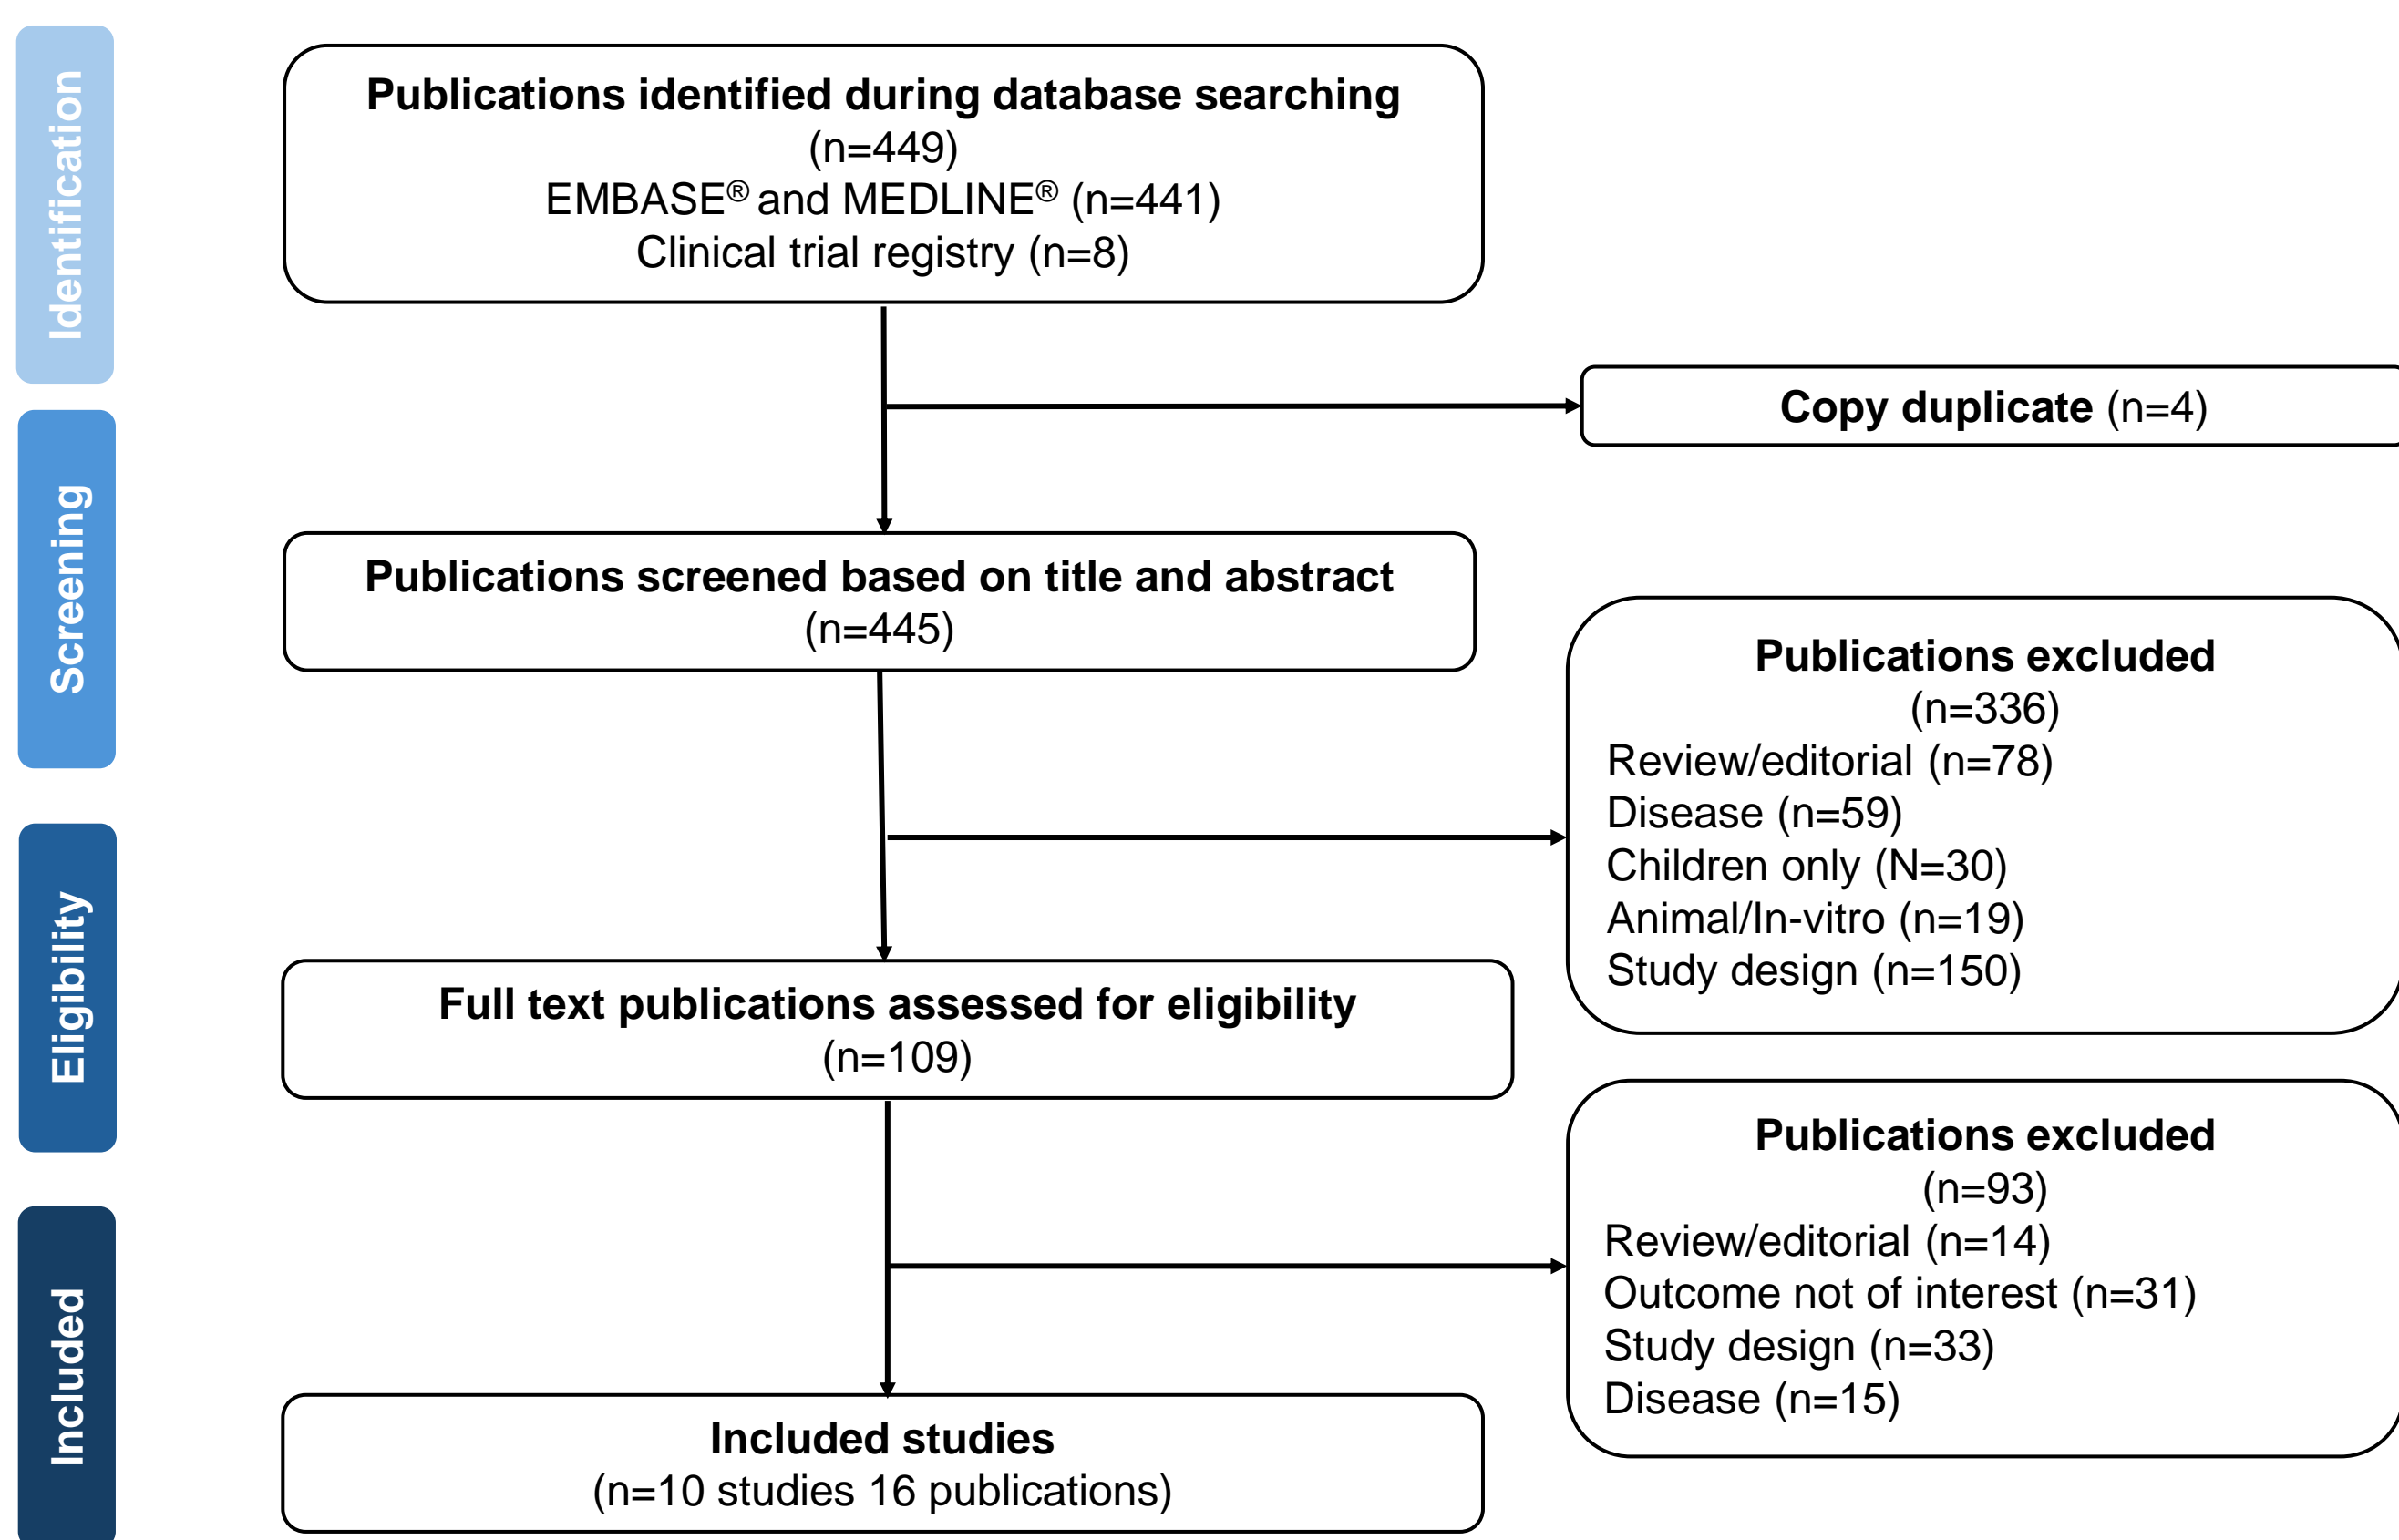 Identification
Publications identified during database searching
(n=449)
EMBASE® and MEDLINE® (n=441)
Clinical trial registry (n=8)
Copy duplicate (n=4)
Screening
Publications screened based on title and abstract
(n=445)
Publications excluded
(n=336)
Review/editorial (n=78)
Disease (n=59)
Children only (N=30)
Animal/In-vitro (n=19)
Study design (n=150)
Eligibility
Full text publications assessed for eligibility
(n=109)
Publications excluded
(n=93)
Review/editorial (n=14)
Outcome not of interest (n=31)
Study design (n=33)
Disease (n=15)
Included
Included studies
(n=10 studies 16 publications)